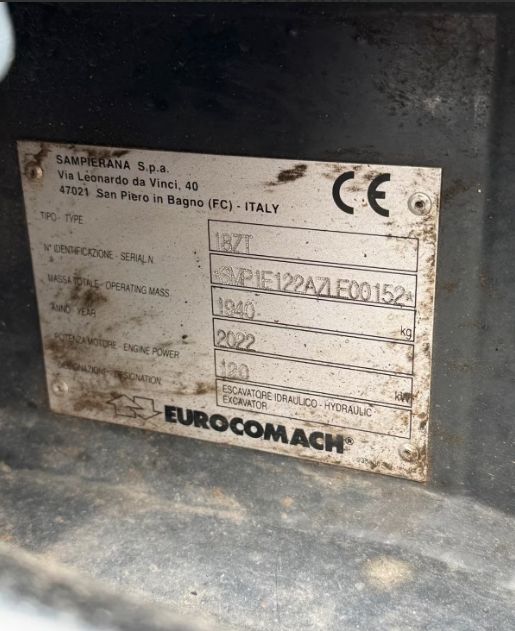 SAMPIERANA S.p.a.
Via Leonardo da Vinci, 40
47021 San Piero in Bagno (FC) - ITALY
CE
TIPO - TYPE 18ZT
N° IDENTIFICAZIONE - SERIAL N. *SMP1E122AZLE00152*
MASSA TOTALE - OPERATING MASS 1940 kg
ANNO - YEAR 2022
POTENZA MOTORE - ENGINE POWER kW
DESIGNAZIONE - DESIGNATION ESCAVATORE IDRAULICO - HYDRAULIC
EXCAVATOR
EUROCOMACH®